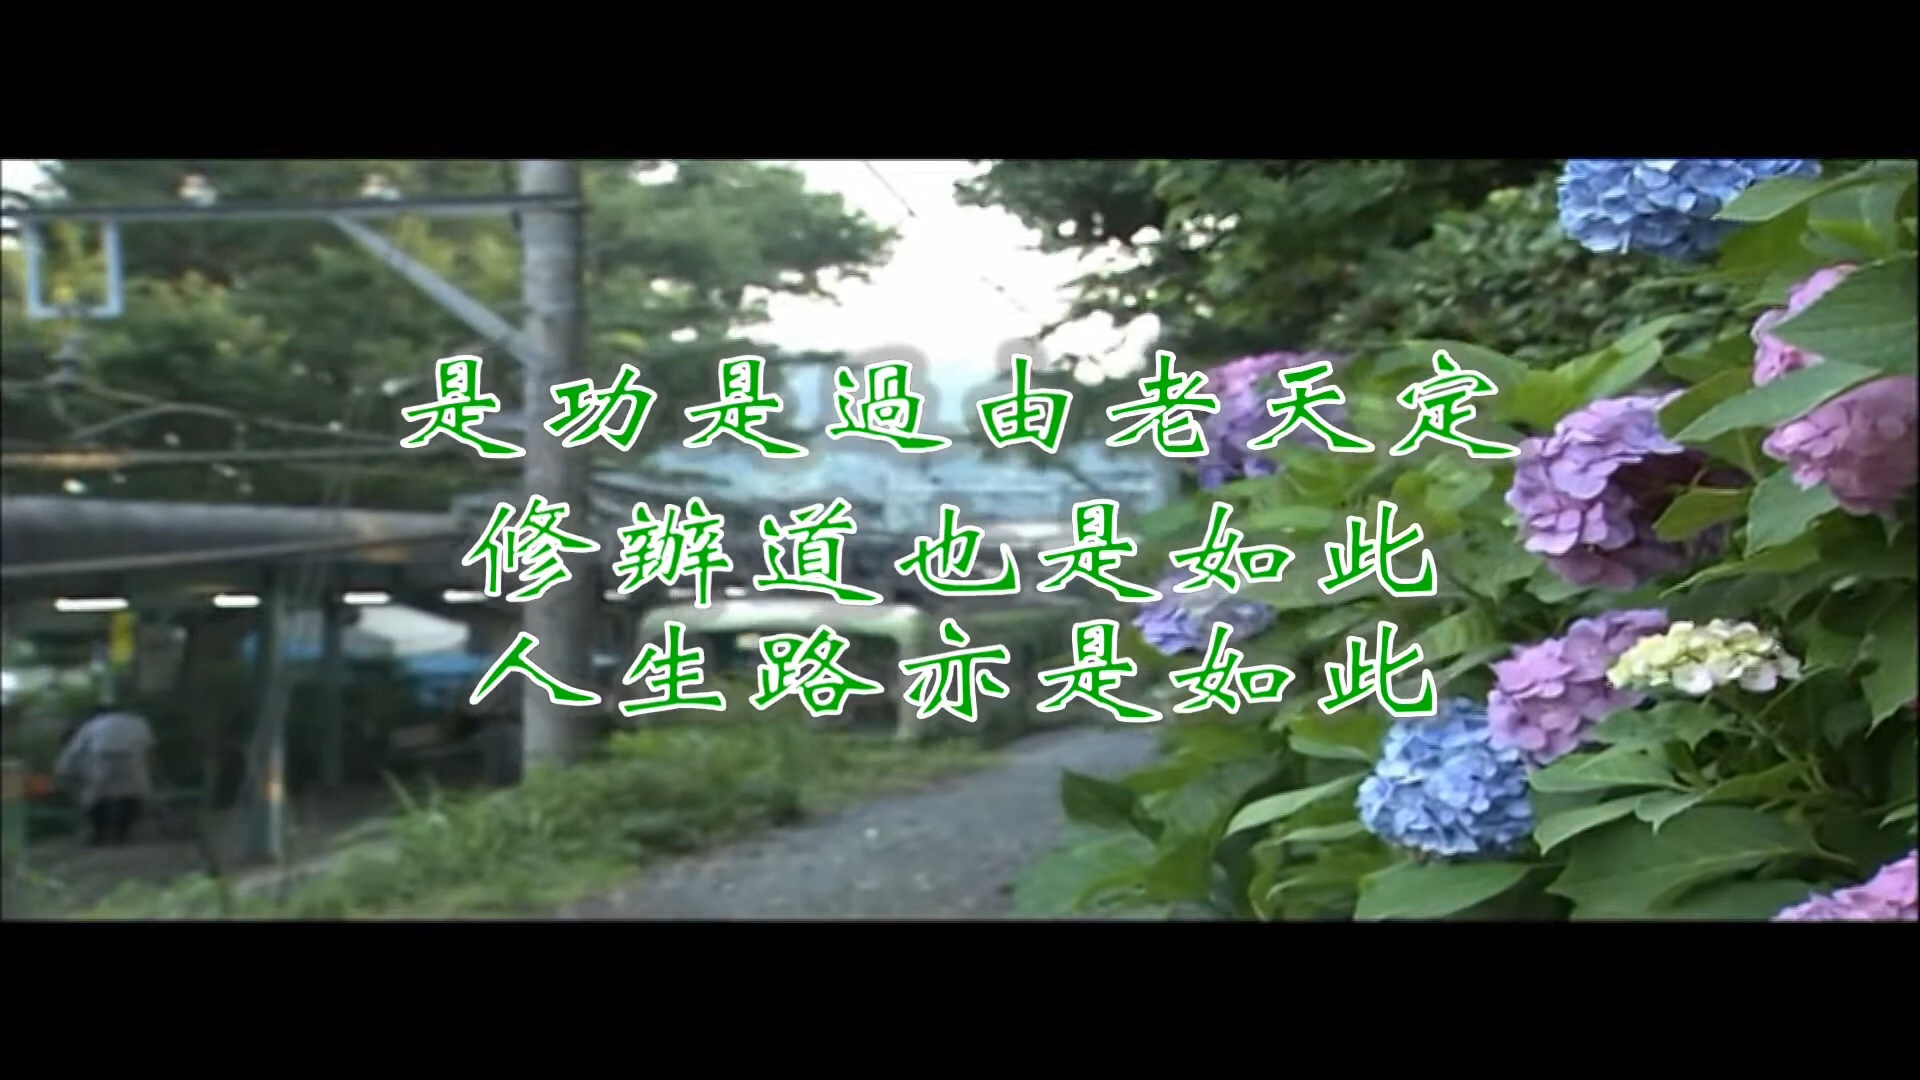 是功是過由老天定
修辦道也是如此
人生路亦是如此